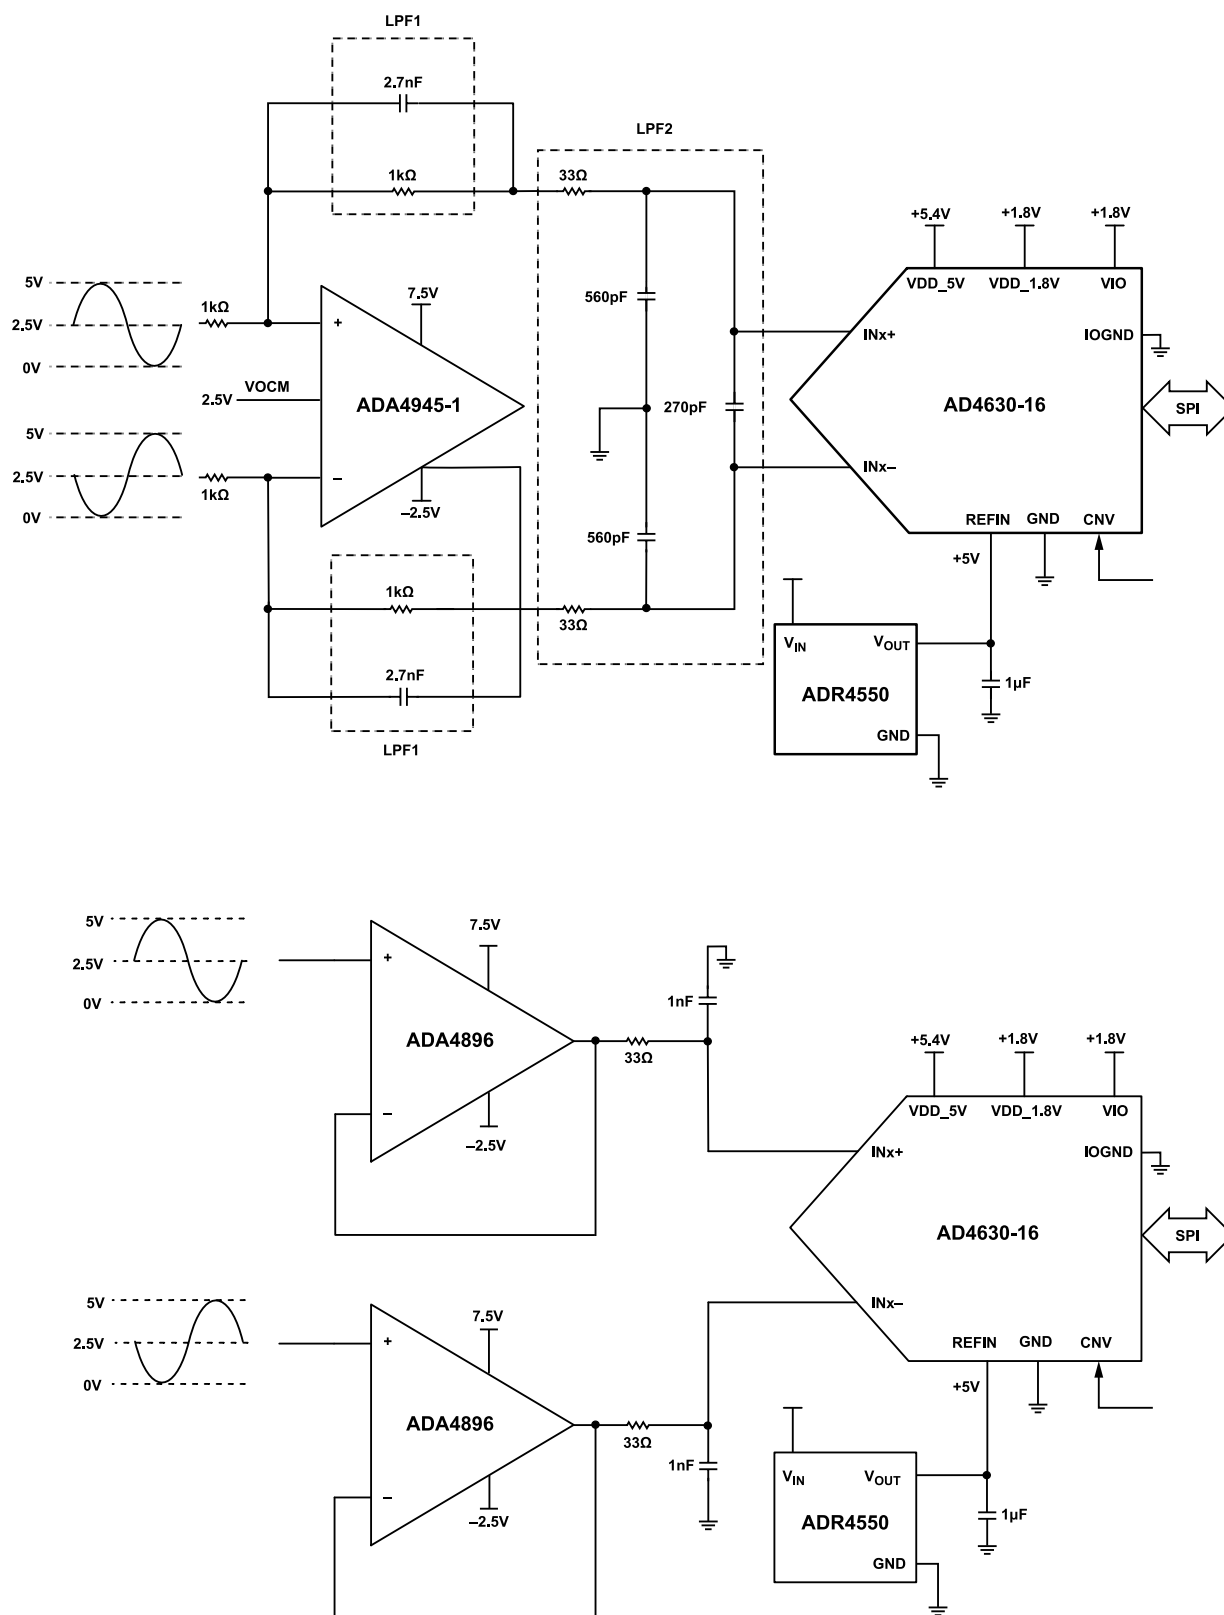 LPF1
2.7nF
LPF2
1kΩ
33Ω
+5.4V
+1.8V
+1.8V
VDD_5V
VDD_1.8V
VIO
5V
2.5V
0V
1kΩ
7.5V
560pF
INx+
IOGND
+
VOCM
2.5V
ADA4945-1
270pF
AD4630-16
SPI
5V
2.5V
0V
1kΩ
–
–2.5V
INx–
560pF
REFIN
GND
CNV
+5V
1kΩ
33Ω
VIN
VOUT
2.7nF
ADR4550
1µF
GND
LPF1
5V
2.5V
0V
+
7.5V
1nF
ADA4896
33Ω
+5.4V
+1.8V
+1.8V
VDD_5V
VDD_1.8V
VIO
–
–2.5V
INx+
IOGND
AD4630-16
SPI
5V
2.5V
0V
+
7.5V
INx–
REFIN
GND
CNV
+5V
ADA4896
33Ω
1nF
–
–2.5V
VIN
VOUT
ADR4550
1µF
GND